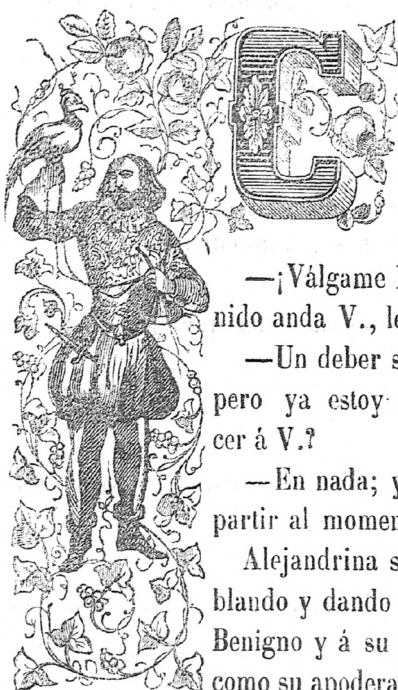 C
—¡Válgame
nido anda V.,
—Un deber
pero ya estoy
cer á V.?
—En nada;
partir al momen
Alejandrina
blando y dando
Benigno y á su
como su apodera